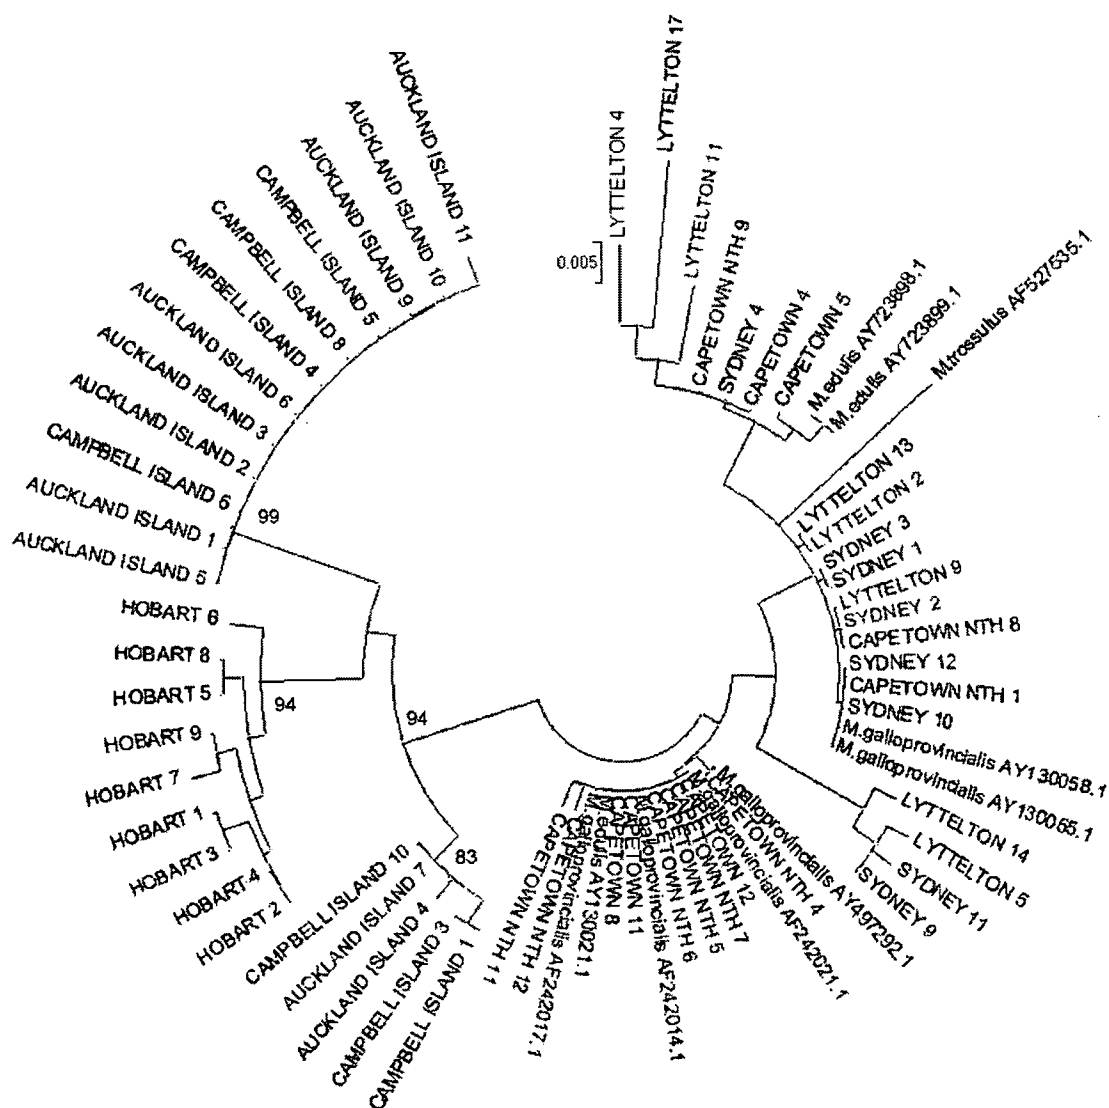 AUCKLAND ISLAND 11
AUCKLAND ISLAND 10
AUCKLAND ISLAND 9
CAMPBELL ISLAND 5
CAMPBELL ISLAND 8
CAMPBELL ISLAND 4
AUCKLAND ISLAND 6
AUCKLAND ISLAND 3
AUCKLAND ISLAND 2
CAMPBELL ISLAND 6
AUCKLAND ISLAND 1
AUCKLAND ISLAND 5
HOBART 6
HOBART 8
HOBART 5
HOBART 9
HOBART 7
HOBART 1
HOBART 3
HOBART 4
HOBART 2
CAMPBELL ISLAND 10
AUCKLAND ISLAND 7
AUCKLAND ISLAND 4
CAMPBELL ISLAND 3
CAMPBELL ISLAND 1
99
94
94
83
0.005
LYTTELTON 4
LYTTELTON 17
LYTTELTON 11
CAPETOWN NTH 9
SYDNEY 4
CAPETOWN 4
CAPETOWN 5
M.edulis AY723898.1
M.edulis AY723899.1
M.trossulus AF527535.1
LYTTELTON 13
LYTTELTON 2
SYDNEY 3
SYDNEY 1
LYTTELTON 9
SYDNEY 2
CAPETOWN NTH 8
SYDNEY 12
CAPETOWN NTH 1
SYDNEY 10
M.galloprovincialis AY130058.1
M.galloprovincialis AY130065.1
LYTTELTON 14
LYTTELTON 5
SYDNEY 11
SYDNEY 9
M.galloprovincialis AY497292.1
CAPETOWN NTH 4
M.galloprovincialis AF242021.1
CAPETOWN 12
CAPETOWN NTH 7
CAPETOWN NTH 5
CAPETOWN NTH 6
M.galloprovincialis AF242014.1
CAPETOWN 11
CAPETOWN 8
M.edulis AY130021.1
M.galloprovincialis AF242017.1
CAPETOWN NTH 12
CAPETOWN NTH 11